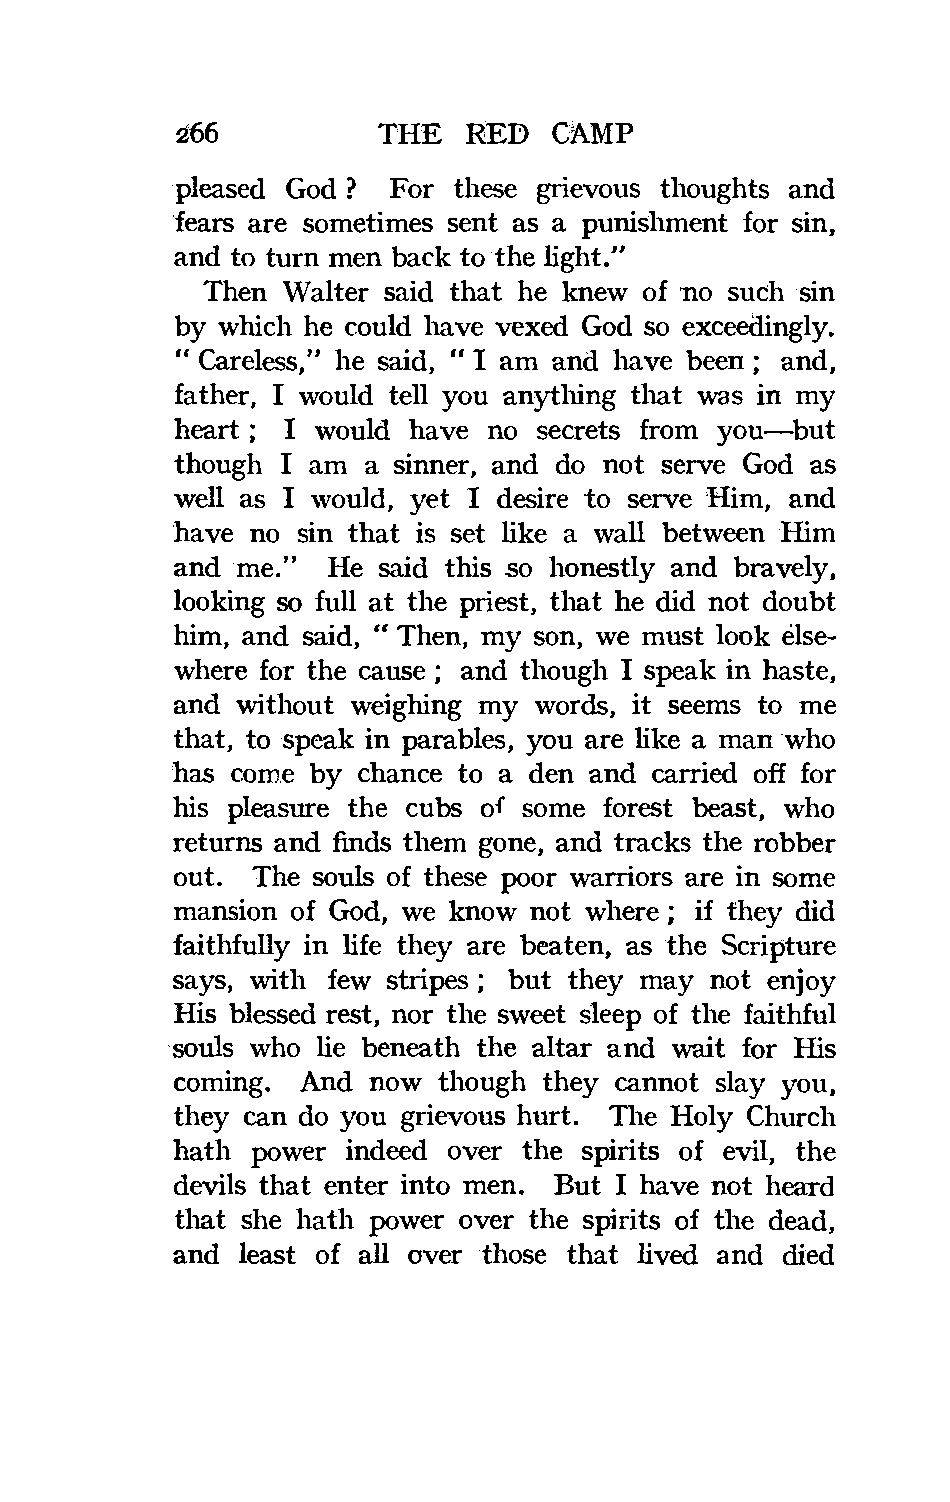 266 THE RED CAMP
pleased God ? For these grievous thoughts and
fears are sometimes sent as a punishment for sin,
and to turn men back to the light.”
Then Walter said that he knew of no such sin
by which he could have vexed God so exceedingly.
“ Careless,” he said, “ I am and have been ; and,
father, I would tell you anything that was in my
heart ; I would have no secrets from you—but
though I am a sinner, and do not serve God as
well as I would, yet I desire to serve Him, and
have no sin that is set like a wall between Him
and me.” He said this so honestly and bravely,
looking so full at the priest, that he did not doubt
him, and said, “ Then, my son, we must look else-
where for the cause ; and though I speak in haste,
and without weighing my words, it seems to me
that, to speak in parables, you are like a man who
has come by chance to a den and carried off for
his pleasure the cubs of some forest beast, who
returns and finds them gone, and tracks the robber
out. The souls of these poor warriors are in some
mansion of God, we know not where ; if they did
faithfully in life they are beaten, as the Scripture
says, with few stripes ; but they may not enjoy
His blessed rest, nor the sweet sleep of the faithful
souls who lie beneath the altar and wait for His
coming. And now though they cannot slay you,
they can do you grievous hurt. The Holy Church
hath power indeed over the spirits of evil, the
devils that enter into men. But I have not heard
that she hath power over the spirits of the dead,
and least of all over those that lived and died